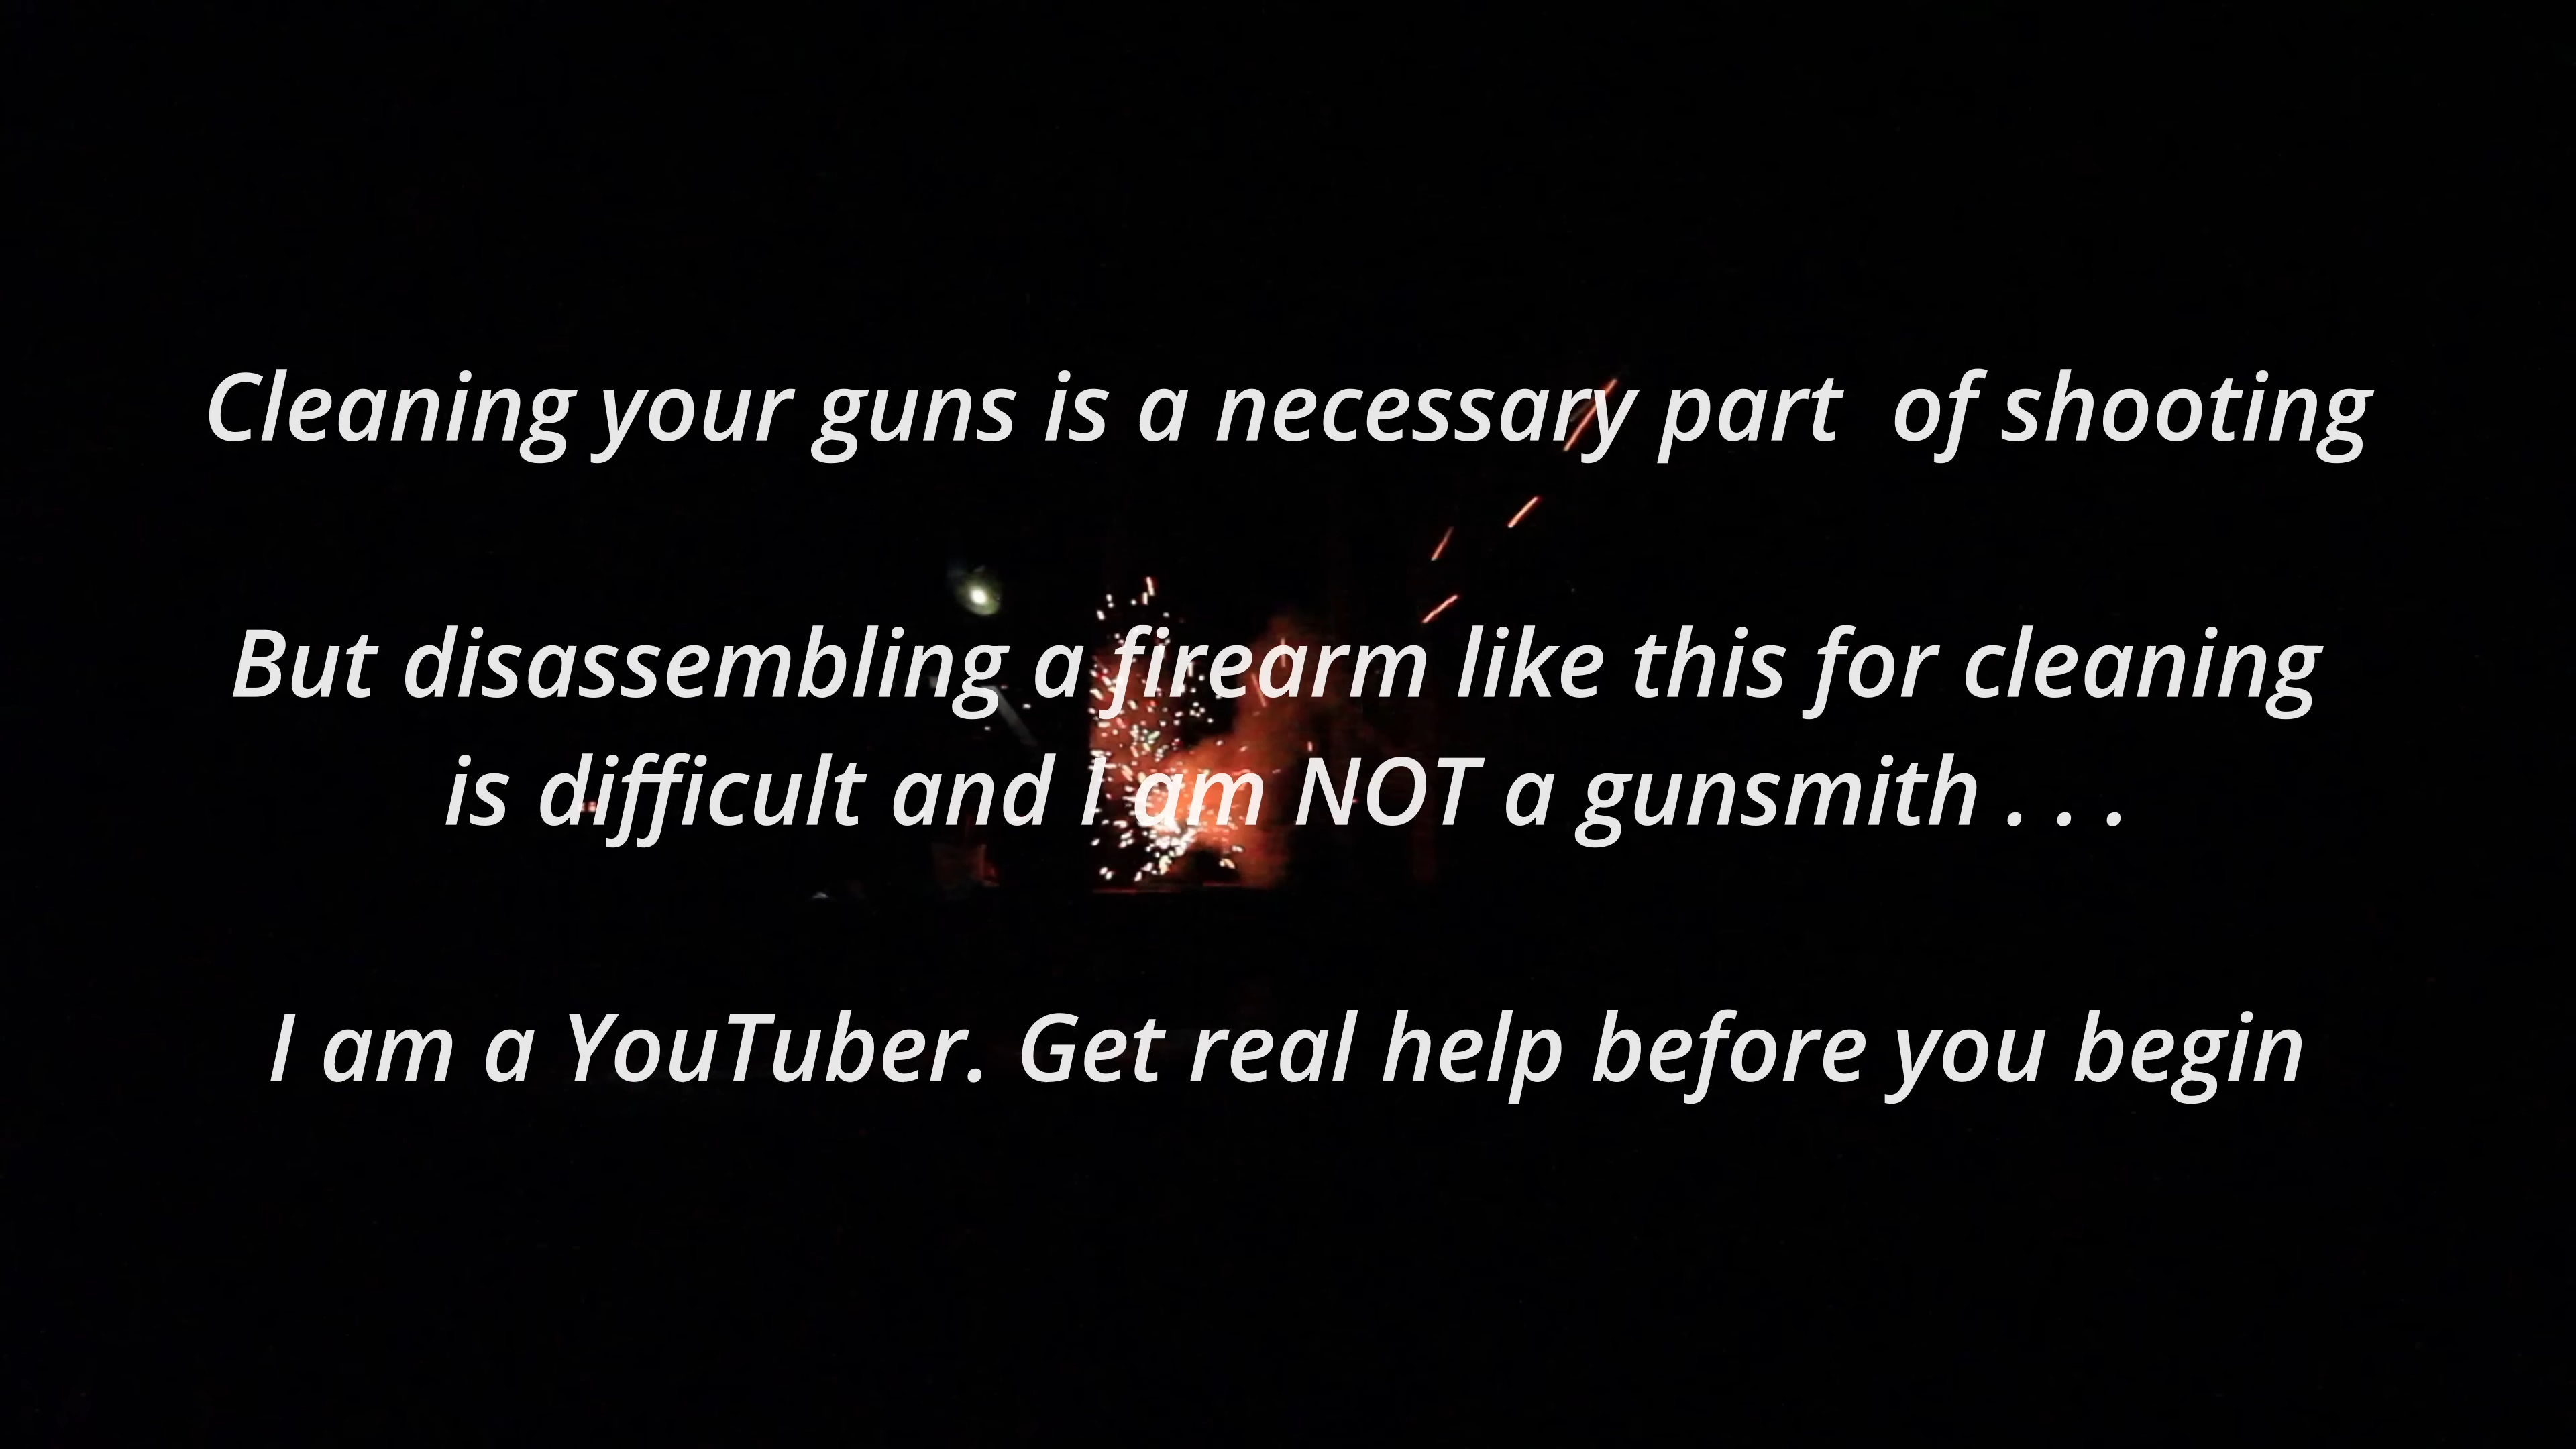 Cleaning your guns is a necessary part  of shooting
But disassembling a firearm like this for cleaning
is difficult and I am NOT a gunsmith . . .
I am a YouTuber. Get real help before you begin